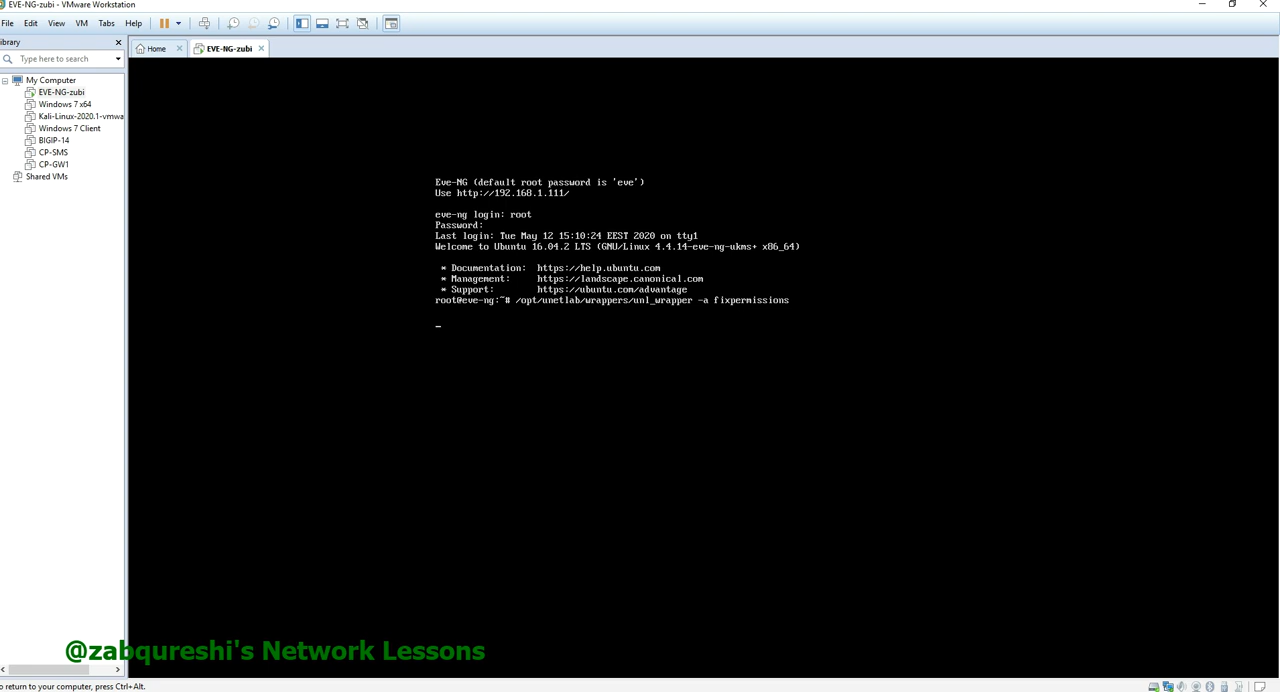 EVE-NG-zubi - VMware Workstation
File Edit View VM Tabs Help
ibrary
Home
EVE-NG-zubi
Type here to search
My Computer
EVE-NG-zubi
Windows 7 x64
Kali-Linux-2020.1-vmwa
Windows 7 Client
BIGIP-14
CP-SMS
CP-GW1
Shared VMs
Eve-NG (default root password is 'eve')
Use http://192.168.1.111/
eve-ng login: root
Password:
Last login: Tue May 12 15:10:24 EEST 2020 on tty1
Welcome to Ubuntu 16.04.2 LTS (GNU/Linux 4.4.14-eve-ng-ukms+ x86_64)
* Documentation: https://help.ubuntu.com
* Management: https://landscape.canonical.com
* Support: https://ubuntu.com/advantage
root@eve-ng:~# /opt/unetlab/wrappers/unl_wrapper -a fixpermissions
_
@zabqureshi's Network Lessons
o return to your computer, press Ctrl+Alt.